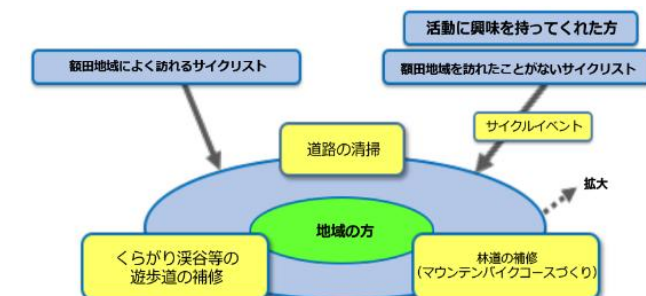 活動に興味を持ってくれた方
額田地域によく訪れるサイクリスト
額田地域を訪れたことがないサイクリスト
サイクルイベント
道路の清掃
拡大
地域の方
くらがり渓谷等の
遊歩道の補修
林道の補修
(マウンテンバイクコースづくり)